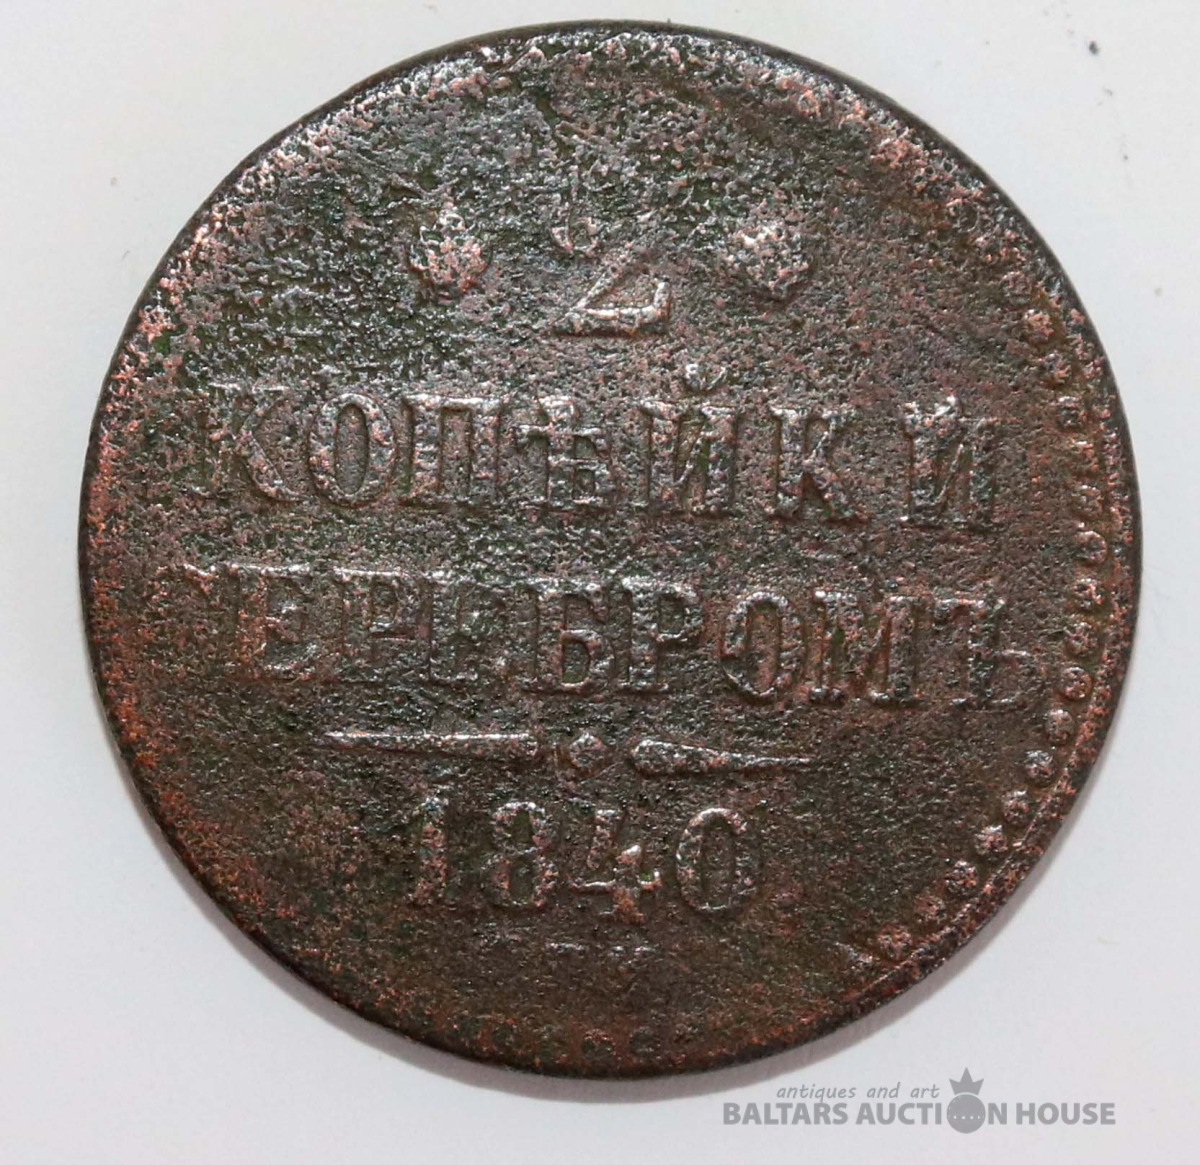 2
КОПѢЙКИ
СЕРЕБРОМЪ
1840
antiques and art
BALTARS AUCTION HOUSE